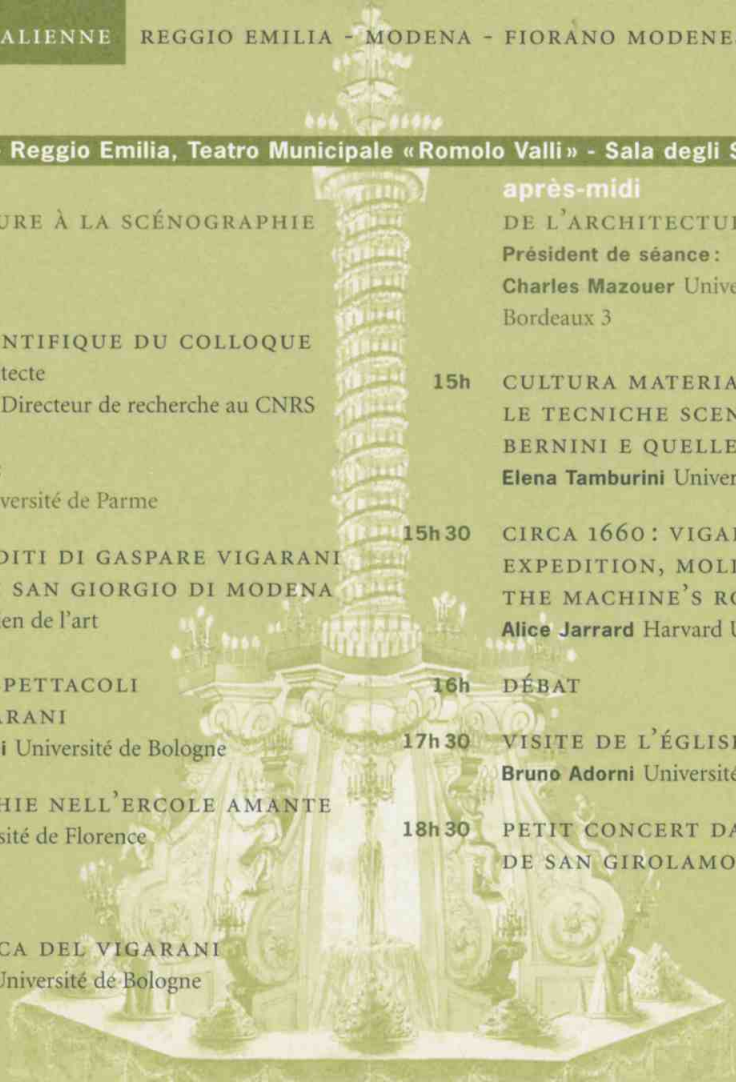 ALIENNE REGGIO EMILIA - MODENA - FIORANO MODENE
Reggio Emilia, Teatro Municipale «Romolo Valli» - Sala degli S
URE À LA SCÉNOGRAPHIE
NTIFIQUE DU COLLOQUE
tecte
Directeur de recherche au CNRS
versité de Parme
DITI DI GASPARE VIGARANI
SAN GIORGIO DI MODENA
en de l'art
PETTACOLI
ARANI
i Université de Bologne
HIE NELL'ERCOLE AMANTE
sité de Florence
CA DEL VIGARANI
Université de Bologne
après-midi
DE L'ARCHITECTU
Président de séance :
Charles Mazouer Unive
Bordeaux 3
15h CULTURA MATERIA
LE TECNICHE SCEN
BERNINI E QUELLE
Elena Tamburini Univer
15h30 CIRCA 1660 : VIGA
EXPEDITION, MOLI
THE MACHINE'S RO
Alice Jarrard Harvard U
16h DÉBAT
17h30 VISITE DE L'ÉGLISE
Bruno Adorni Université
18h30 PETIT CONCERT DA
DE SAN GIROLAMO